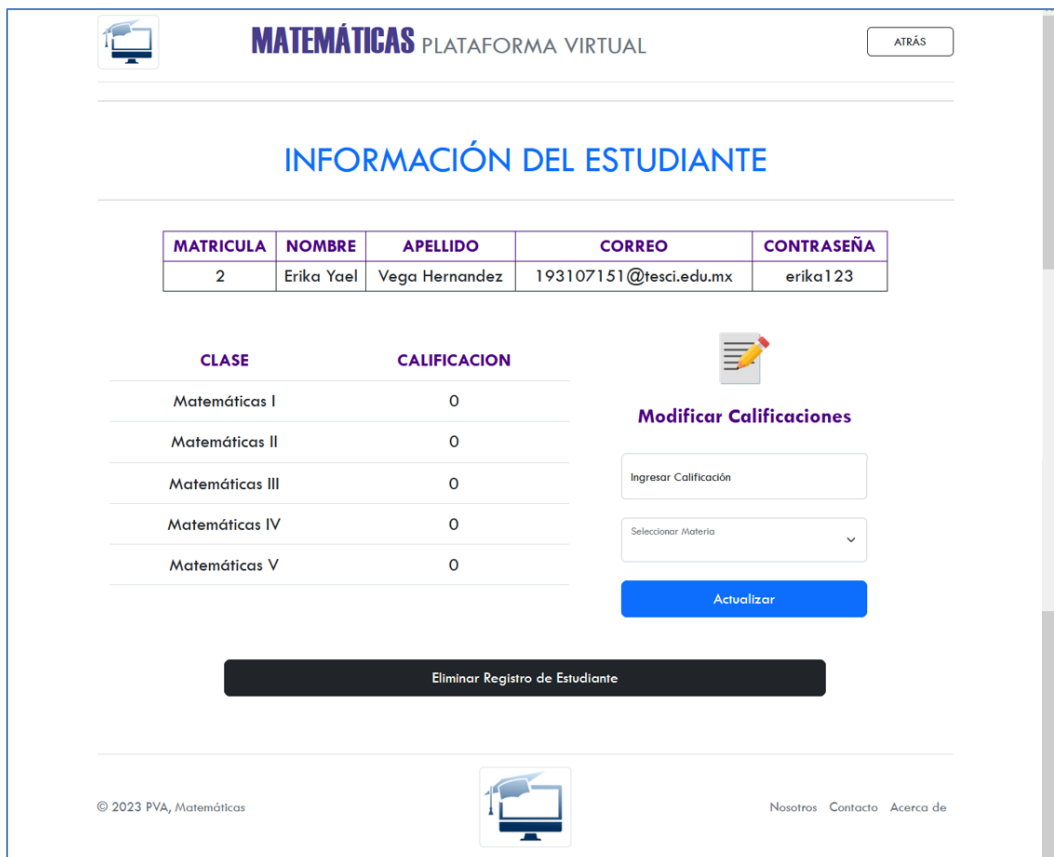 MATEMÁTICAS PLATAFORMA VIRTUAL
ATRÁS
INFORMACIÓN DEL ESTUDIANTE
MATRICULA NOMBRE APELLIDO CORREO CONTRASEÑA
2 Erika Yael Vega Hernandez 193107151@tesci.edu.mx erika123
CLASE CALIFICACION
Matemáticas I 0
Matemáticas II 0
Matemáticas III 0
Matemáticas IV 0
Matemáticas V 0
Modificar Calificaciones
Ingresar Calificación
Seleccionar Materia
Actualizar
Eliminar Registro de Estudiante
© 2023 PVA, Matemáticas
Nosotros Contacto Acerca de